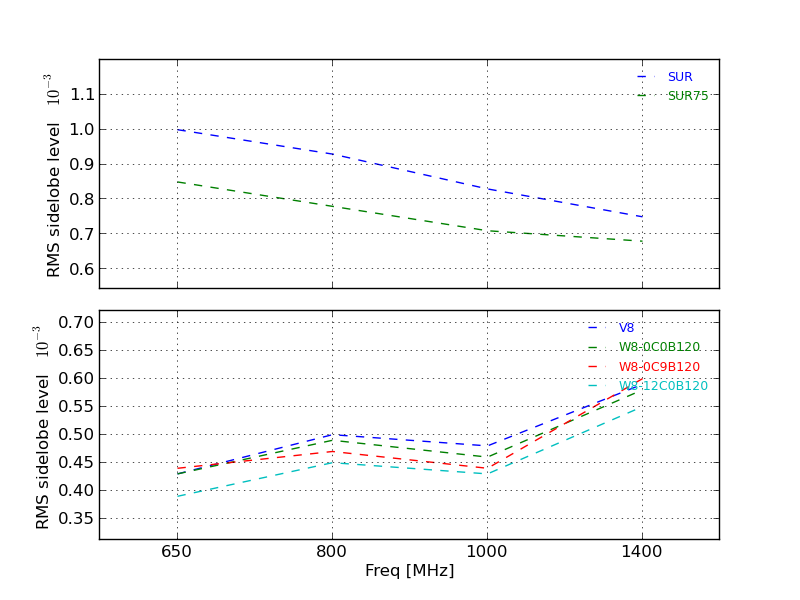 SUR
SUR75
1.1
1.0
0.9
0.8
0.7
0.6
RMS sidelobe level 10⁻³
V8
W8-0C0B120
W8-0C9B120
W8-12C0B120
0.70
0.65
0.60
0.55
0.50
0.45
0.40
0.35
RMS sidelobe level 10⁻³
650 800 1000 1400
Freq [MHz]